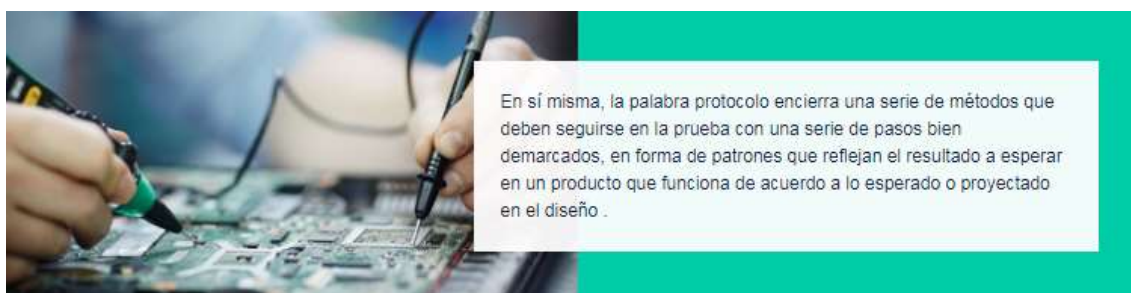 En sí misma, la palabra protocolo encierra una serie de métodos que
deben seguirse en la prueba con una serie de pasos bien
demarcados, en forma de patrones que reflejan el resultado a esperar
en un producto que funciona de acuerdo a lo esperado o proyectado
en el diseño .